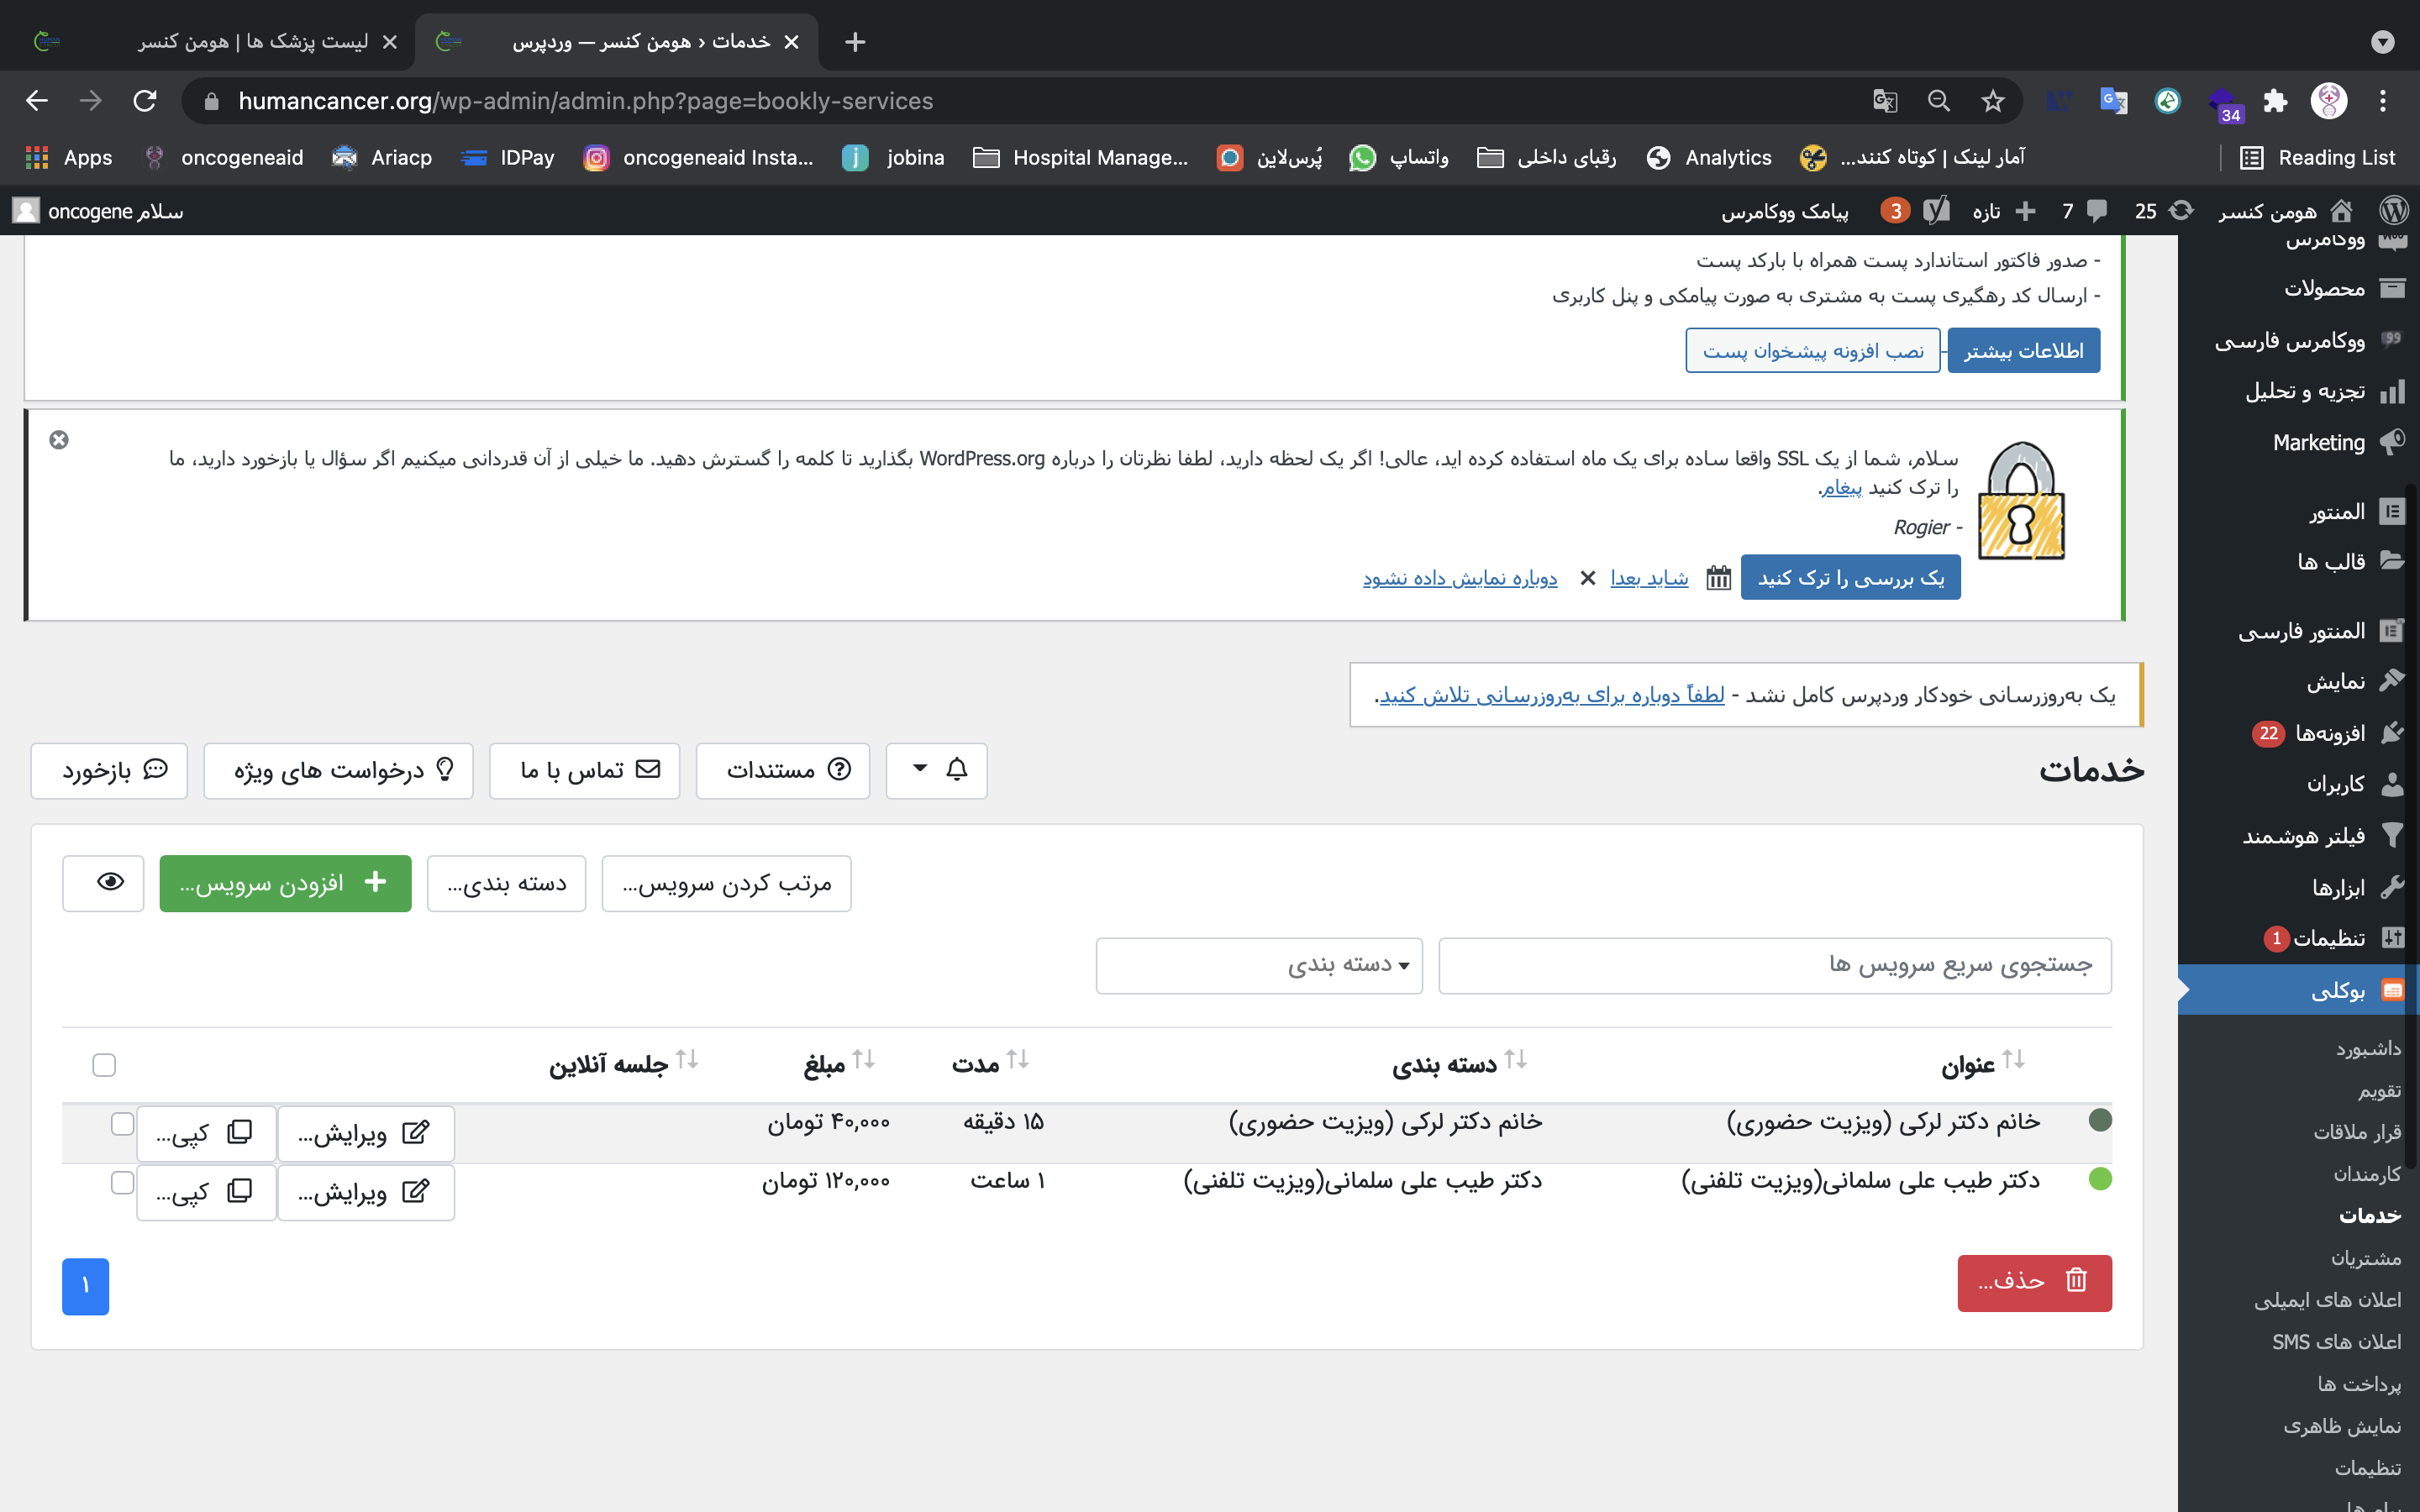 لیست پزشک ها | هومن کنسر
خدمات ‹ هومن کنسر — وردپرس
humancancer.org/wp-admin/admin.php?page=bookly-services
34
Apps
oncogeneaid
Ariacp
IDPay
oncogeneaid Insta...
jobina
Hospital Manage...
پُرس‌لاین
واتساپ
رقبای داخلی
Analytics
آمار لینک | کوتاه کنند...
Reading List
هومن کنسر
25
7
تازه
3
پیامک ووکامرس
سلام oncogene
- صدور فاکتور استاندارد پست همراه با بارکد پست
- ارسال کد رهگیری پست به مشتری به صورت پیامکی و پنل کاربری
اطلاعات بیشتر
نصب افزونه پیشخوان پست
سلام، شما از یک SSL واقعا ساده برای یک ماه استفاده کرده اید، عالی! اگر یک لحظه دارید، لطفا نظرتان را درباره WordPress.org بگذارید تا کلمه را گسترش دهید. ما خیلی از آن قدردانی میکنیم اگر سؤال یا بازخورد دارید، ما
را ترک کنید پیغام.
- Rogier
یک بررسی را ترک کنید
شاید بعدا
دوباره نمایش داده نشود
یک به‌روزرسانی خودکار وردپرس کامل نشد - لطفاً دوباره برای به‌روزرسانی تلاش کنید.
خدمات
مستندات
تماس با ما
درخواست های ویژه
بازخورد
مرتب کردن سرویس...
دسته بندی...
افزودن سرویس...
جستجوی سریع سرویس ها
دسته بندی
عنوان
دسته بندی
مدت
مبلغ
جلسه آنلاین
خانم دکتر لرکی (ویزیت حضوری)
خانم دکتر لرکی (ویزیت حضوری)
۱۵ دقیقه
۴۰,۰۰۰ تومان
ویرایش...
کپی...
دکتر طیب علی سلمانی(ویزیت تلفنی)
دکتر طیب علی سلمانی(ویزیت تلفنی)
۱ ساعت
۱۲۰,۰۰۰ تومان
ویرایش...
کپی...
حذف...
۱
ووکامرس
محصولات
ووکامرس فارسی
تجزیه و تحلیل
Marketing
المنتور
قالب ها
المنتور فارسی
نمایش
افزونه‌ها 22
کاربران
فیلتر هوشمند
ابزارها
تنظیمات 1
بوکلی
داشبورد
تقویم
قرار ملاقات
کارمندان
خدمات
مشتریان
اعلان های ایمیلی
اعلان های SMS
پرداخت ها
نمایش ظاهری
تنظیمات